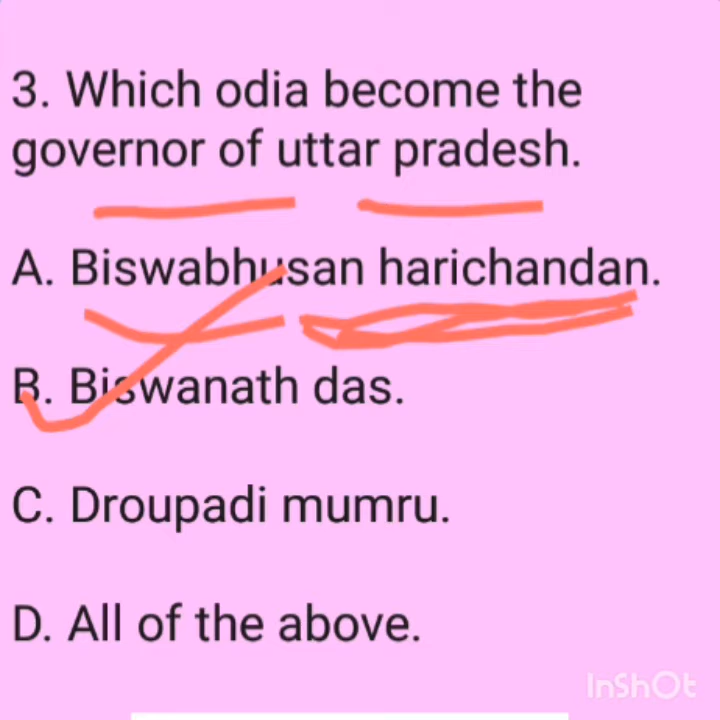 3. Which odia become the
governor of uttar pradesh.
A. Biswabhusan harichandan.
B. Biswanath das.
C. Droupadi mumru.
D. All of the above.
InShOt